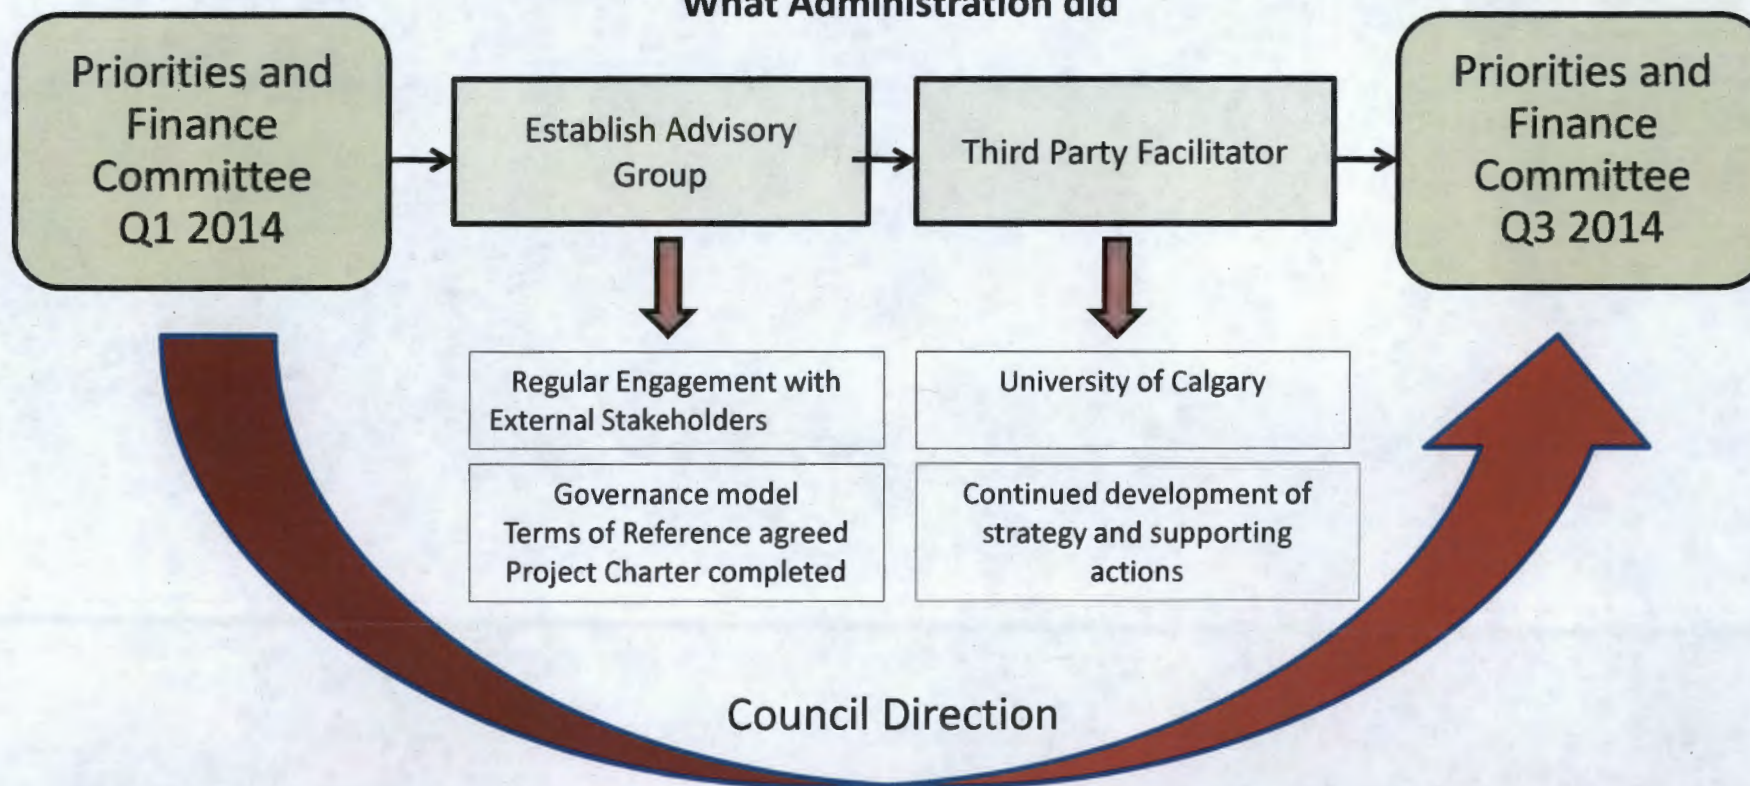 What Administration did
Priorities and
Finance
Committee
Q1 2014
Establish Advisory
Group
Third Party Facilitator
Priorities and
Finance
Committee
Q3 2014
Regular Engagement with
External Stakeholders
University of Calgary
Governance model
Terms of Reference agreed
Project Charter completed
Continued development of
strategy and supporting
actions
Council Direction